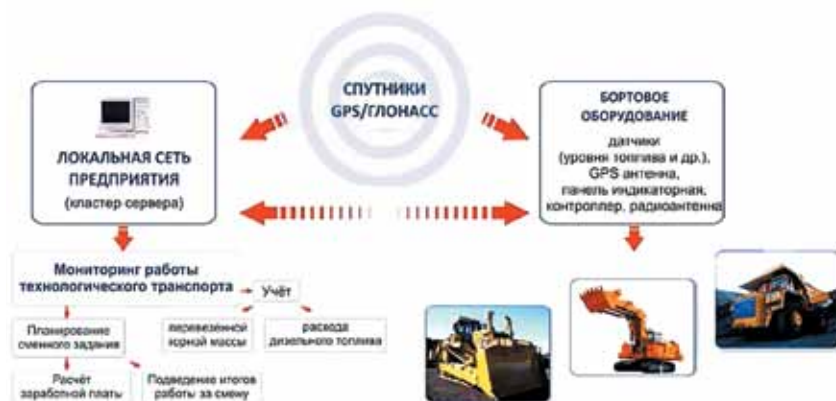 СПУТНИКИ
GPS/ГЛОНАСС
ЛОКАЛЬНАЯ СЕТЬ
ПРЕДПРИЯТИЯ
(кластер сервера)
БОРТОВОЕ
ОБОРУДОВАНИЕ
датчики
(уровня топлива и др.),
GPS антенна,
панель индикаторная,
контроллер, радиоантенна
Мониторинг работы
технологического транспорта
Учёт
Планирование
сменного задания
перевезенной
горной массы
расхода
дизельного топлива
Расчёт
заработной платы
Подведение итогов
работы за смену